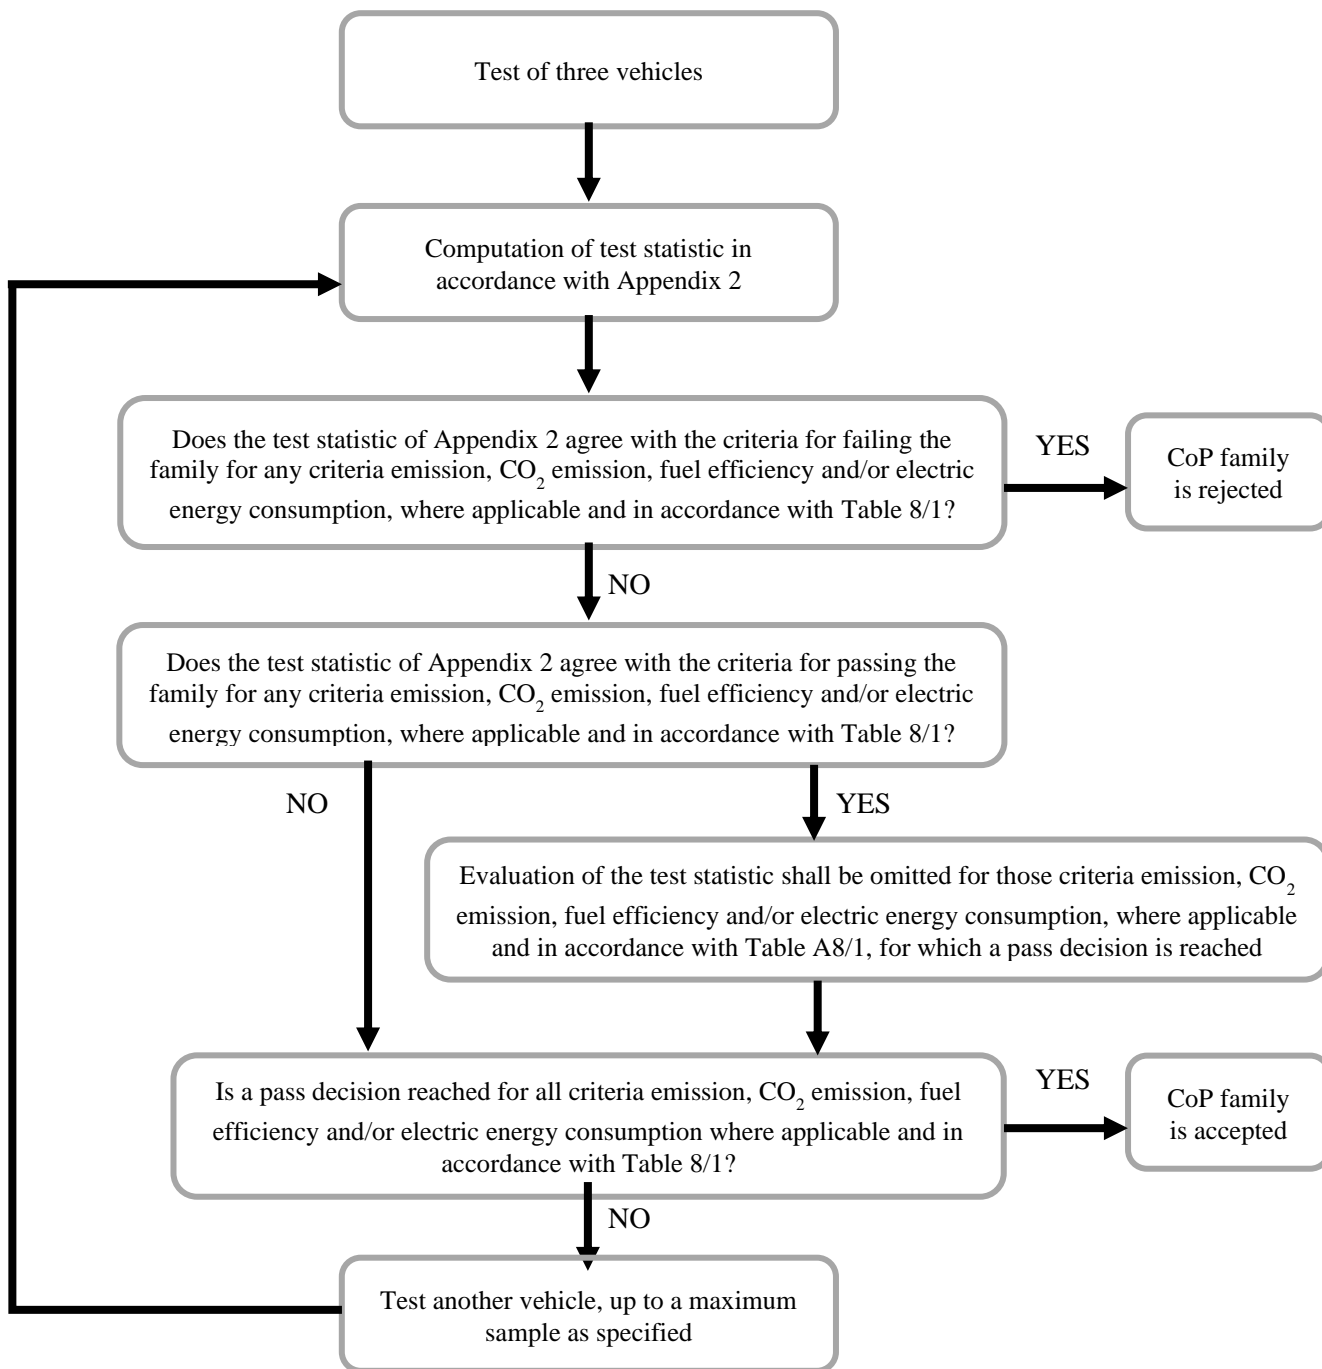 Test of three vehicles
Computation of test statistic in
accordance with Appendix 2
Does the test statistic of Appendix 2 agree with the criteria for failing the
family for any criteria emission, CO₂ emission, fuel efficiency and/or electric
energy consumption, where applicable and in accordance with Table 8/1?
YES
CoP family
is rejected
NO
Does the test statistic of Appendix 2 agree with the criteria for passing the
family for any criteria emission, CO₂ emission, fuel efficiency and/or electric
energy consumption, where applicable and in accordance with Table 8/1?
NO
YES
Evaluation of the test statistic shall be omitted for those criteria emission, CO₂
emission, fuel efficiency and/or electric energy consumption, where applicable
and in accordance with Table A8/1, for which a pass decision is reached
Is a pass decision reached for all criteria emission, CO₂ emission, fuel
efficiency and/or electric energy consumption where applicable and in
accordance with Table 8/1?
YES
CoP family
is accepted
NO
Test another vehicle, up to a maximum
sample as specified